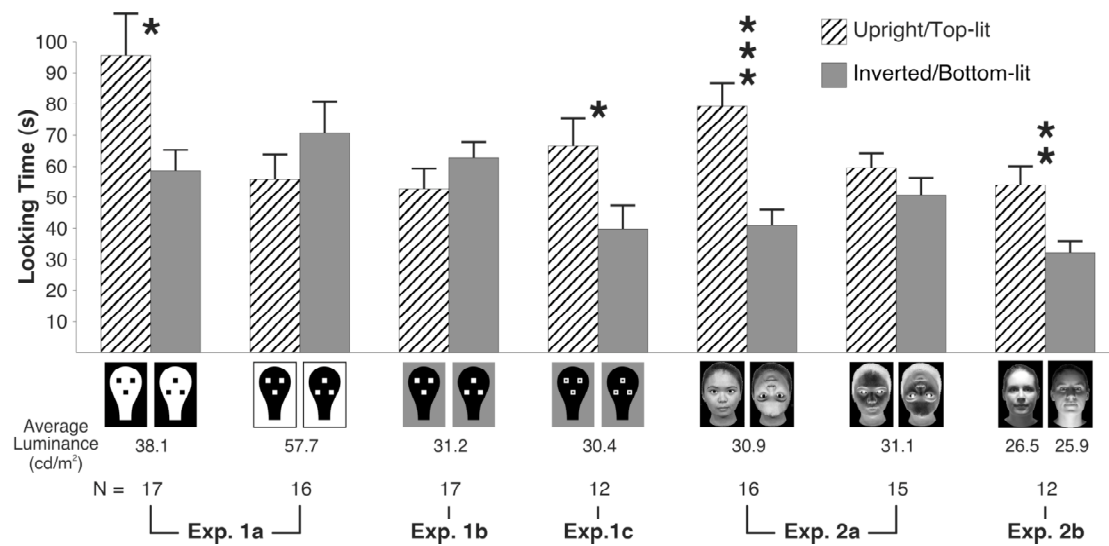 * * * * * * *
Upright/Top-lit
Inverted/Bottom-lit
Looking Time (s)
100
90
80
70
60
50
40
30
20
10
Average
Luminance
(cd/m²)
38.1 57.7 31.2 30.4 30.9 31.1 26.5 25.9
N = 17 16 17 12 16 15 12
Exp. 1a Exp. 1b Exp.1c Exp. 2a Exp. 2b